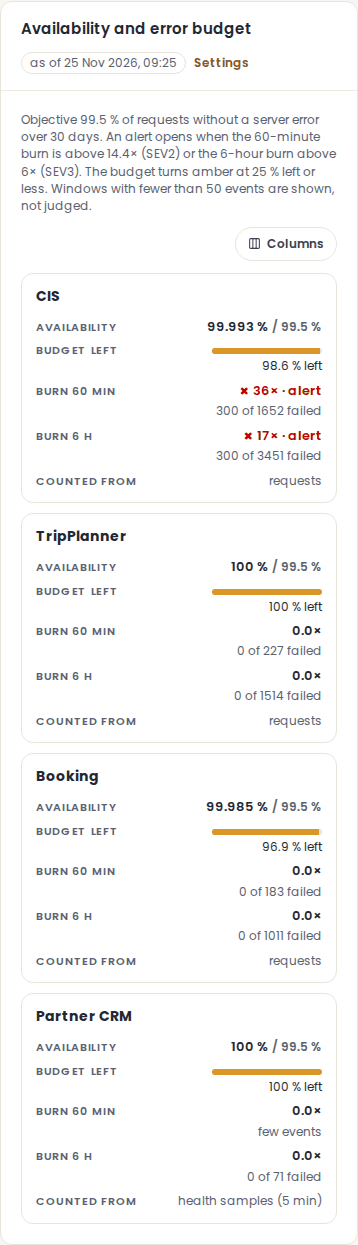 Availability and error budget
as of 25 Nov 2026, 09:25 Settings
Objective 99.5 % of requests without a server error
over 30 days. An alert opens when the 60-minute
burn is above 14.4× (SEV2) or the 6-hour burn above
6× (SEV3). The budget turns amber at 25 % left or
less. Windows with fewer than 50 events are shown,
not judged.
Columns
CIS
AVAILABILITY 99.993 % / 99.5 %
BUDGET LEFT
98.6 % left
BURN 60 MIN ✖ 36× · alert
300 of 1652 failed
BURN 6 H ✖ 17× · alert
300 of 3451 failed
COUNTED FROM requests
TripPlanner
AVAILABILITY 100 % / 99.5 %
BUDGET LEFT
100 % left
BURN 60 MIN 0.0×
0 of 227 failed
BURN 6 H 0.0×
0 of 1514 failed
COUNTED FROM requests
Booking
AVAILABILITY 99.985 % / 99.5 %
BUDGET LEFT
96.9 % left
BURN 60 MIN 0.0×
0 of 183 failed
BURN 6 H 0.0×
0 of 1011 failed
COUNTED FROM requests
Partner CRM
AVAILABILITY 100 % / 99.5 %
BUDGET LEFT
100 % left
BURN 60 MIN 0.0×
few events
BURN 6 H 0.0×
0 of 71 failed
COUNTED FROM health samples (5 min)